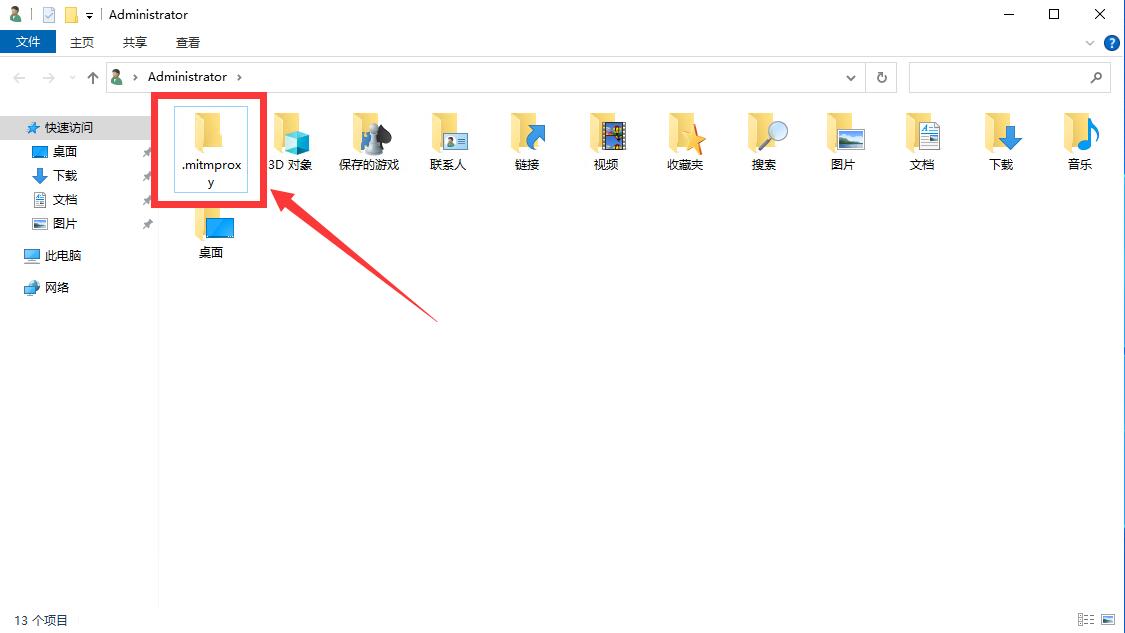 Administrator
文件 主页 共享 查看
Administrator
快速访问
桌面
下载
文档
图片
此电脑
网络
.mitmprox
y
3D 对象
保存的游戏
联系人
链接
视频
收藏夹
搜索
图片
文档
下载
音乐
桌面
13 个项目